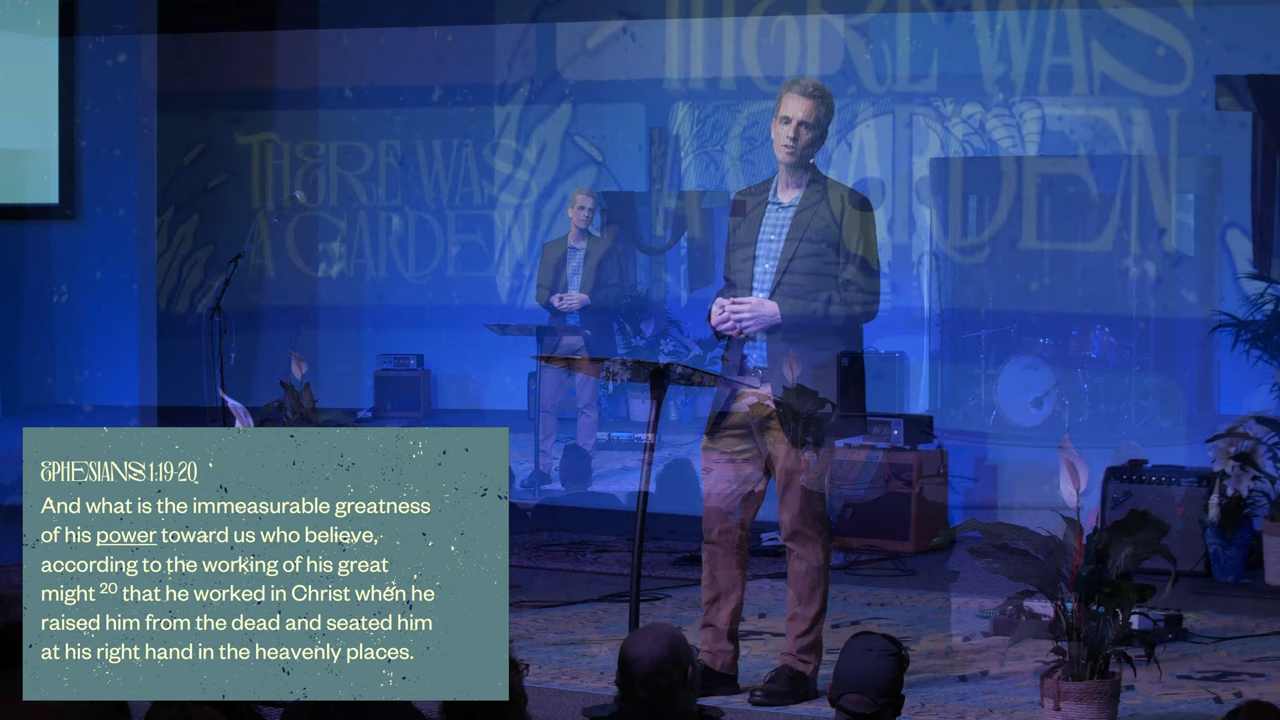 THERE WAS
A GARDEN
THERE WAS
A GARDEN
EPHESIANS 1:19-20
And what is the immeasurable greatness
of his power toward us who believe,
according to the working of his great
might 20 that he worked in Christ when he
raised him from the dead and seated him
at his right hand in the heavenly places.